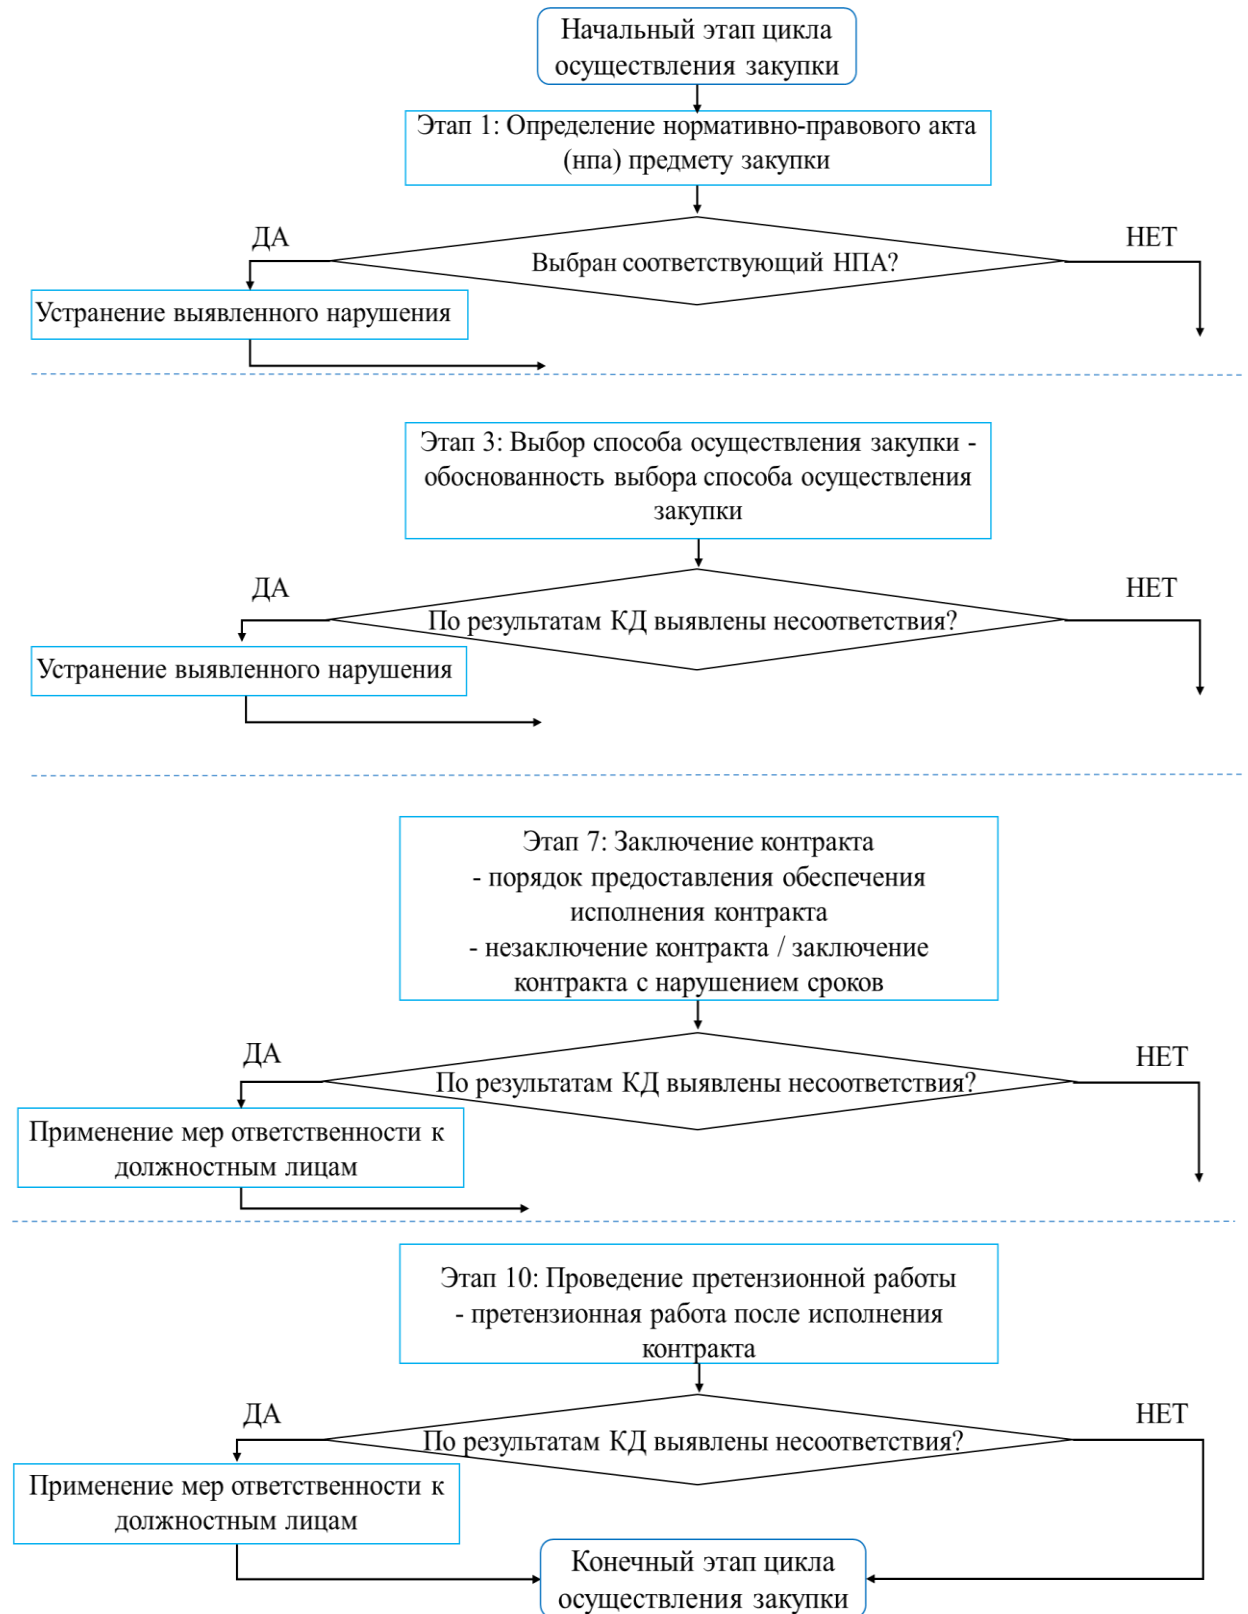 Начальный этап цикла
осуществления закупки
Этап 1: Определение нормативно-правового акта
(нпа) предмету закупки
ДА
НЕТ
Выбран соответствующий НПА?
Устранение выявленного нарушения
Этап 3: Выбор способа осуществления закупки -
обоснованность выбора способа осуществления
закупки
ДА
НЕТ
По результатам КД выявлены несоответствия?
Устранение выявленного нарушения
Этап 7: Заключение контракта
- порядок предоставления обеспечения
исполнения контракта
- незаключение контракта / заключение
контракта с нарушением сроков
ДА
НЕТ
По результатам КД выявлены несоответствия?
Применение мер ответственности к
должностным лицам
Этап 10: Проведение претензионной работы
- претензионная работа после исполнения
контракта
ДА
НЕТ
По результатам КД выявлены несоответствия?
Применение мер ответственности к
должностным лицам
Конечный этап цикла
осуществления закупки